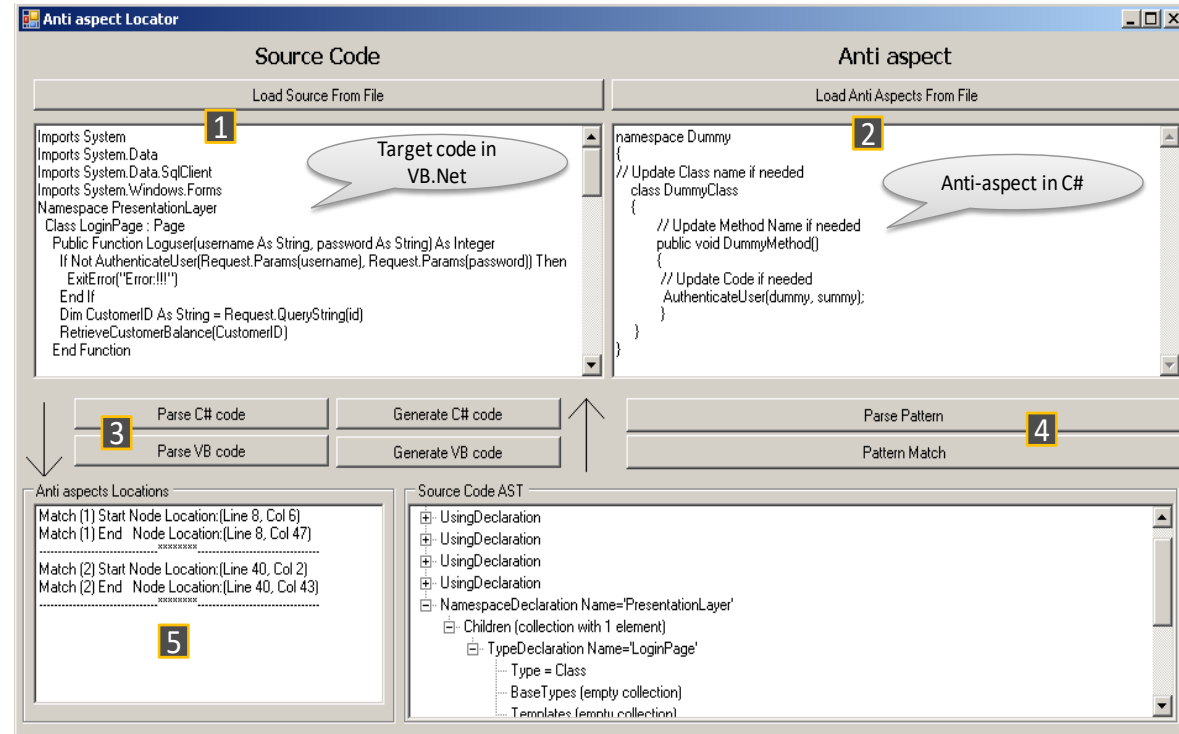 Anti aspect Locator
Source Code
Anti aspect
Load Source From File
Load Anti Aspects From File
1
2
Imports System
Imports System.Data
Imports System.Data.SqlClient
Imports System.Windows.Forms
Namespace PresentationLayer
Class LoginPage : Page
Public Function Loguser(username As String, password As String) As Integer
If Not AuthenticateUser(Request.Params(username), Request.Params(password)) Then
ExitError("Error:!!!")
End If
Dim CustomerID As String = Request.QueryString(id)
RetrieveCustomerBalance(CustomerID)
End Function
Target code in
VB.Net
namespace Dummy
{
// Update Class name if needed
class DummyClass
{
// Update Method Name if needed
public void DummyMethod()
{
// Update Code if needed
AuthenticateUser(dummy, summy);
}
}
}
Anti-aspect in C#
Parse C# code
Generate C# code
Parse Pattern
3
4
Parse VB code
Generate VB code
Pattern Match
Anti aspects Locations
Match (1) Start Node Location:(Line 8, Col 6)
Match (1) End   Node Location:(Line 8, Col 47)
--------------------------------********--------------------------------
Match (2) Start Node Location:(Line 40, Col 2)
Match (2) End   Node Location:(Line 40, Col 43)
--------------------------------********--------------------------------
5
Source Code AST
UsingDeclaration
UsingDeclaration
UsingDeclaration
UsingDeclaration
NamespaceDeclaration Name='PresentationLayer'
Children (collection with 1 element)
TypeDeclaration Name='LoginPage'
Type = Class
BaseTypes (empty collection)
Templates (empty collection)